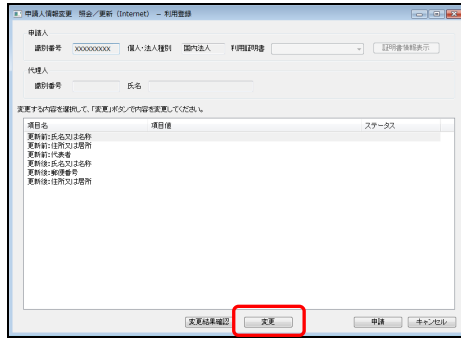 申請人情報変更 照会／更新 (Internet) － 利用登録
申請人
識別番号 xxxxxxxxx 個人・法人種別 国内法人 利用証明書 証明書情報表示
代理人
識別番号 氏名
変更する内容を選択して、「変更」ボタンで内容を変更してください。
項目名 項目値 ステータス
更新前:氏名又は名称
更新前:住所又は居所
更新前:代表者
更新後:氏名又は名称
更新後:郵便番号
更新後:住所又は居所
変更結果確認 変更 申請 キャンセル